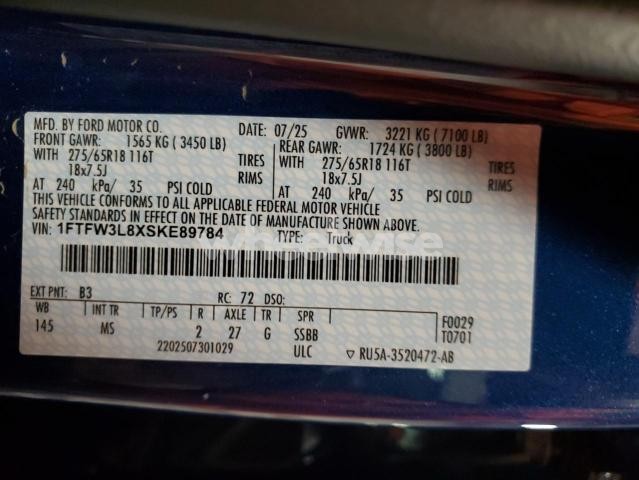 MFD. BY FORD MOTOR CO. DATE: 07/25 GVWR: 3221 KG ( 7100 LB)
FRONT GAWR: 1565 KG ( 3450 LB) REAR GAWR: 1724 KG ( 3800 LB)
WITH 275/65R18 116T TIRES WITH 275/65R18 116T TIRES
18x7.5J RIMS 18x7.5J RIMS
AT 240 kPa/ 35 PSI COLD AT 240 kPa/ 35 PSI COLD
THIS VEHICLE CONFORMS TO ALL APPLICABLE FEDERAL MOTOR VEHICLE
SAFETY STANDARDS IN EFFECT ON THE DATE OF MANUFACTURE SHOWN ABOVE.
VIN: 1FTFW3L8XSKE89784 TYPE: Truck
EXT PNT: B3 RC: 72 DSO:
WB INT TR TP/PS R AXLE TR SPR F0029
145 MS 2 27 G SSBB T0701
2202507301029 ULC ▽ RU5A-3520472-AB